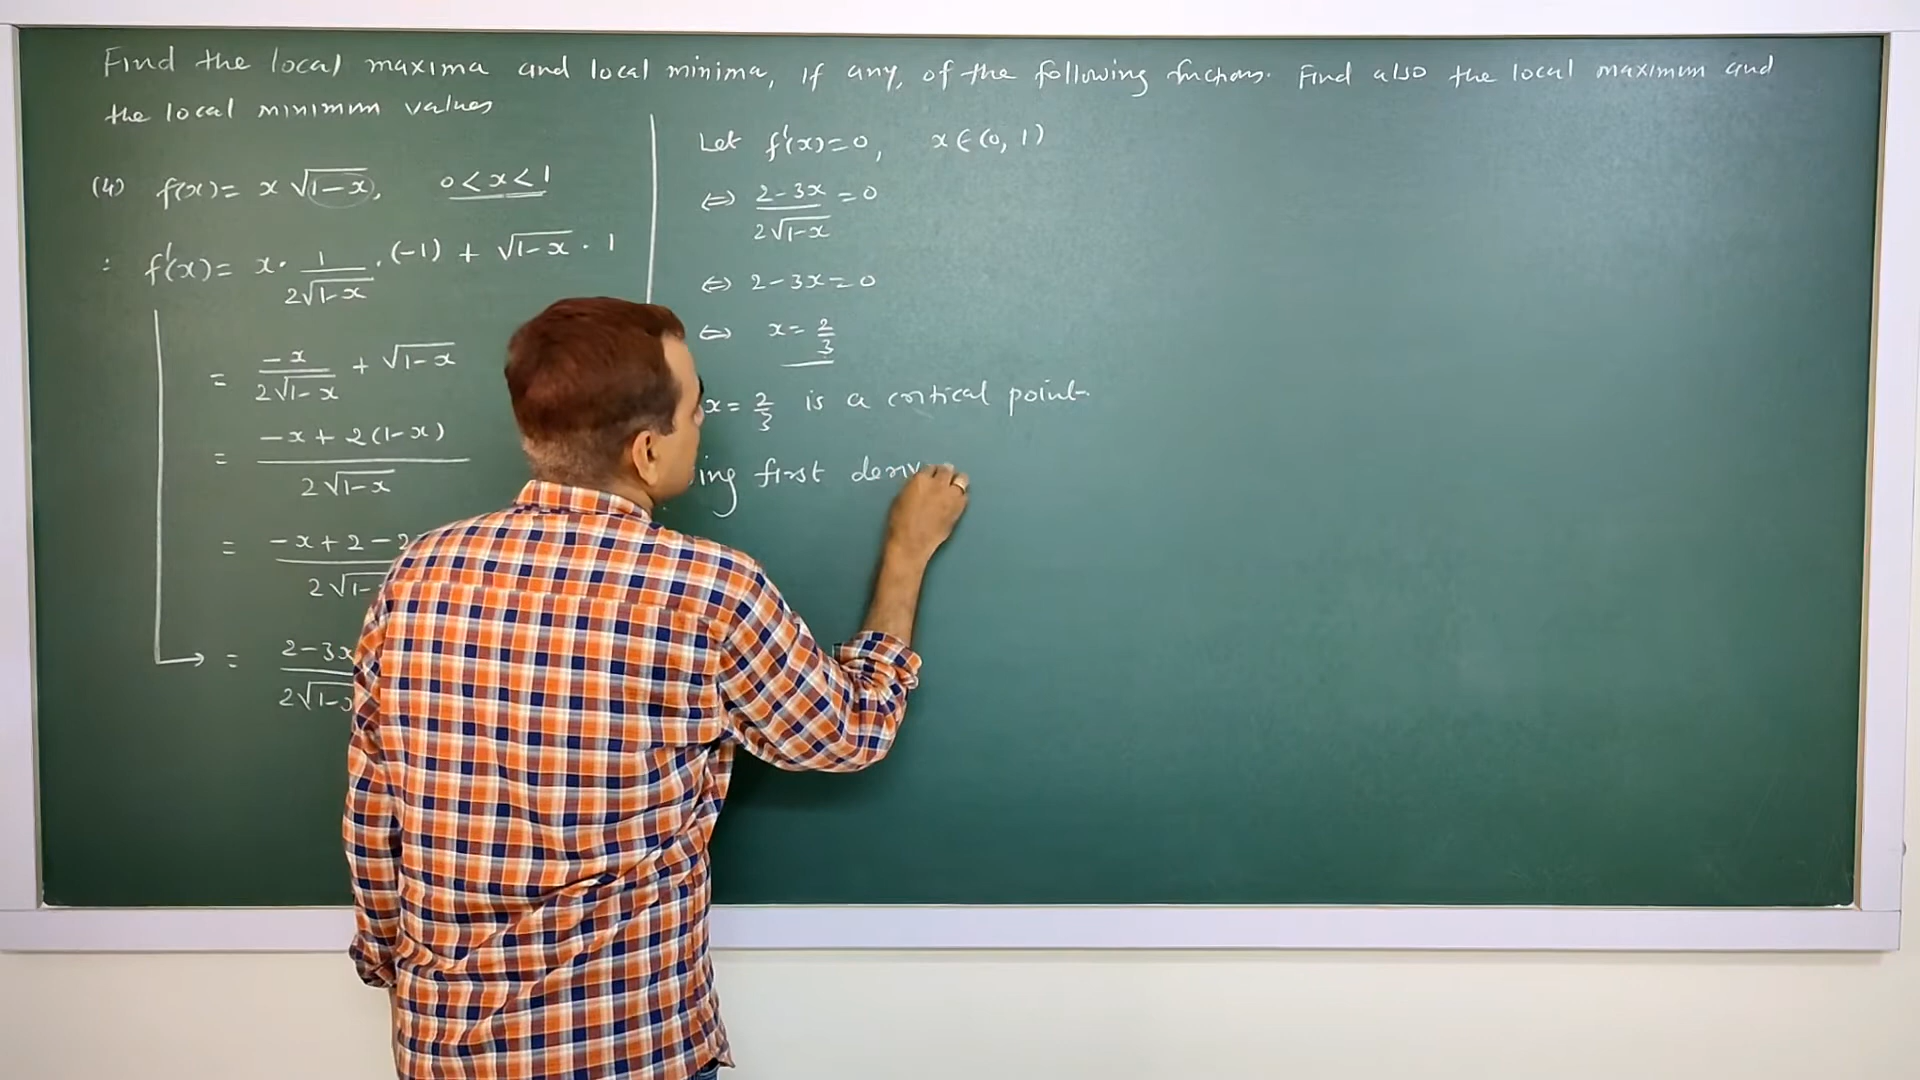 Find the local maxima and local minima, if any, of the following functions. Find also the local maximum and
the local minimum values
(4) f(x) = x √(1-x), 0 < x < 1
∴ f'(x) = x · 1/(2√(1-x)) · (-1) + √(1-x) · 1
= -x/(2√(1-x)) + √(1-x)
= (-x + 2(1-x))/(2√(1-x))
= -x + 2 - 2
2√1-
= 2-3x
2√1-x
Let f'(x) = 0, x ∈ (0, 1)
⇔ (2-3x)/(2√(1-x)) = 0
⇔ 2-3x = 0
⇔ x = 2/3
x = 2/3 is a critical point.
ing first deriv